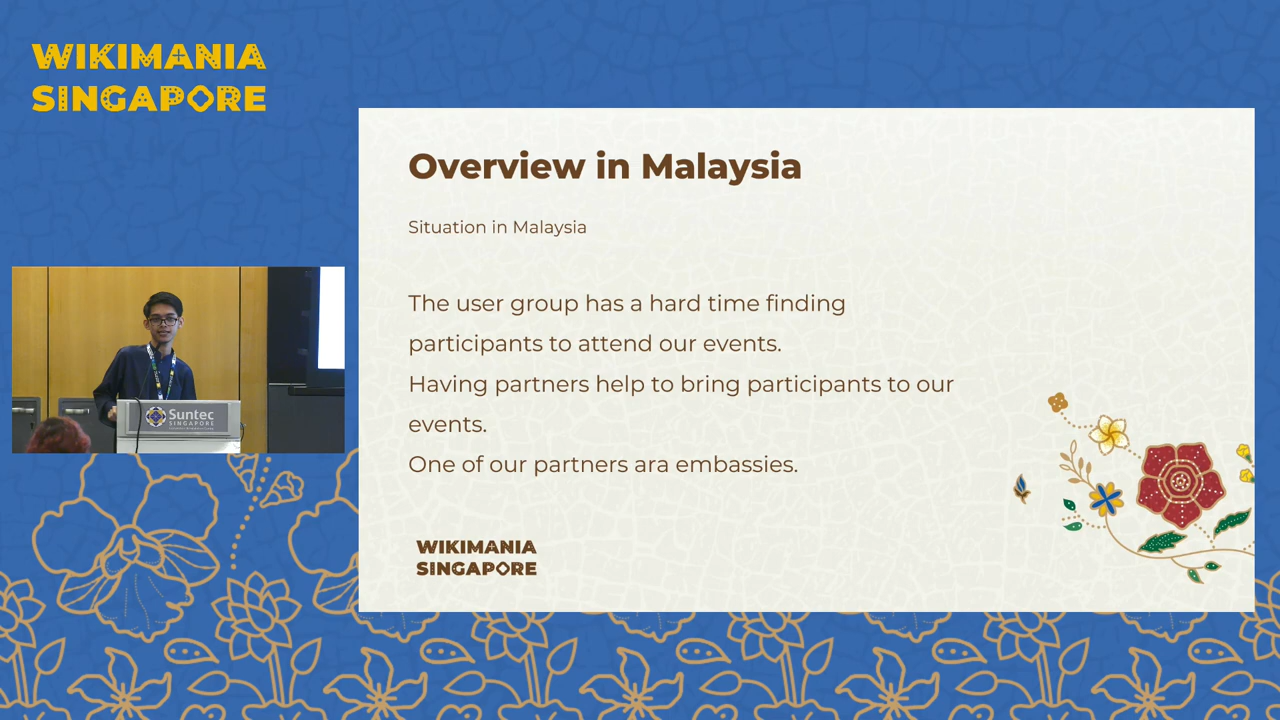 WIKIMANIA
SINGAPORE
Overview in Malaysia
Situation in Malaysia
The user group has a hard time finding
participants to attend our events.
Having partners help to bring participants to our
events.
One of our partners ara embassies.
WIKIMANIA
SINGAPORE
Suntec
SINGAPORE